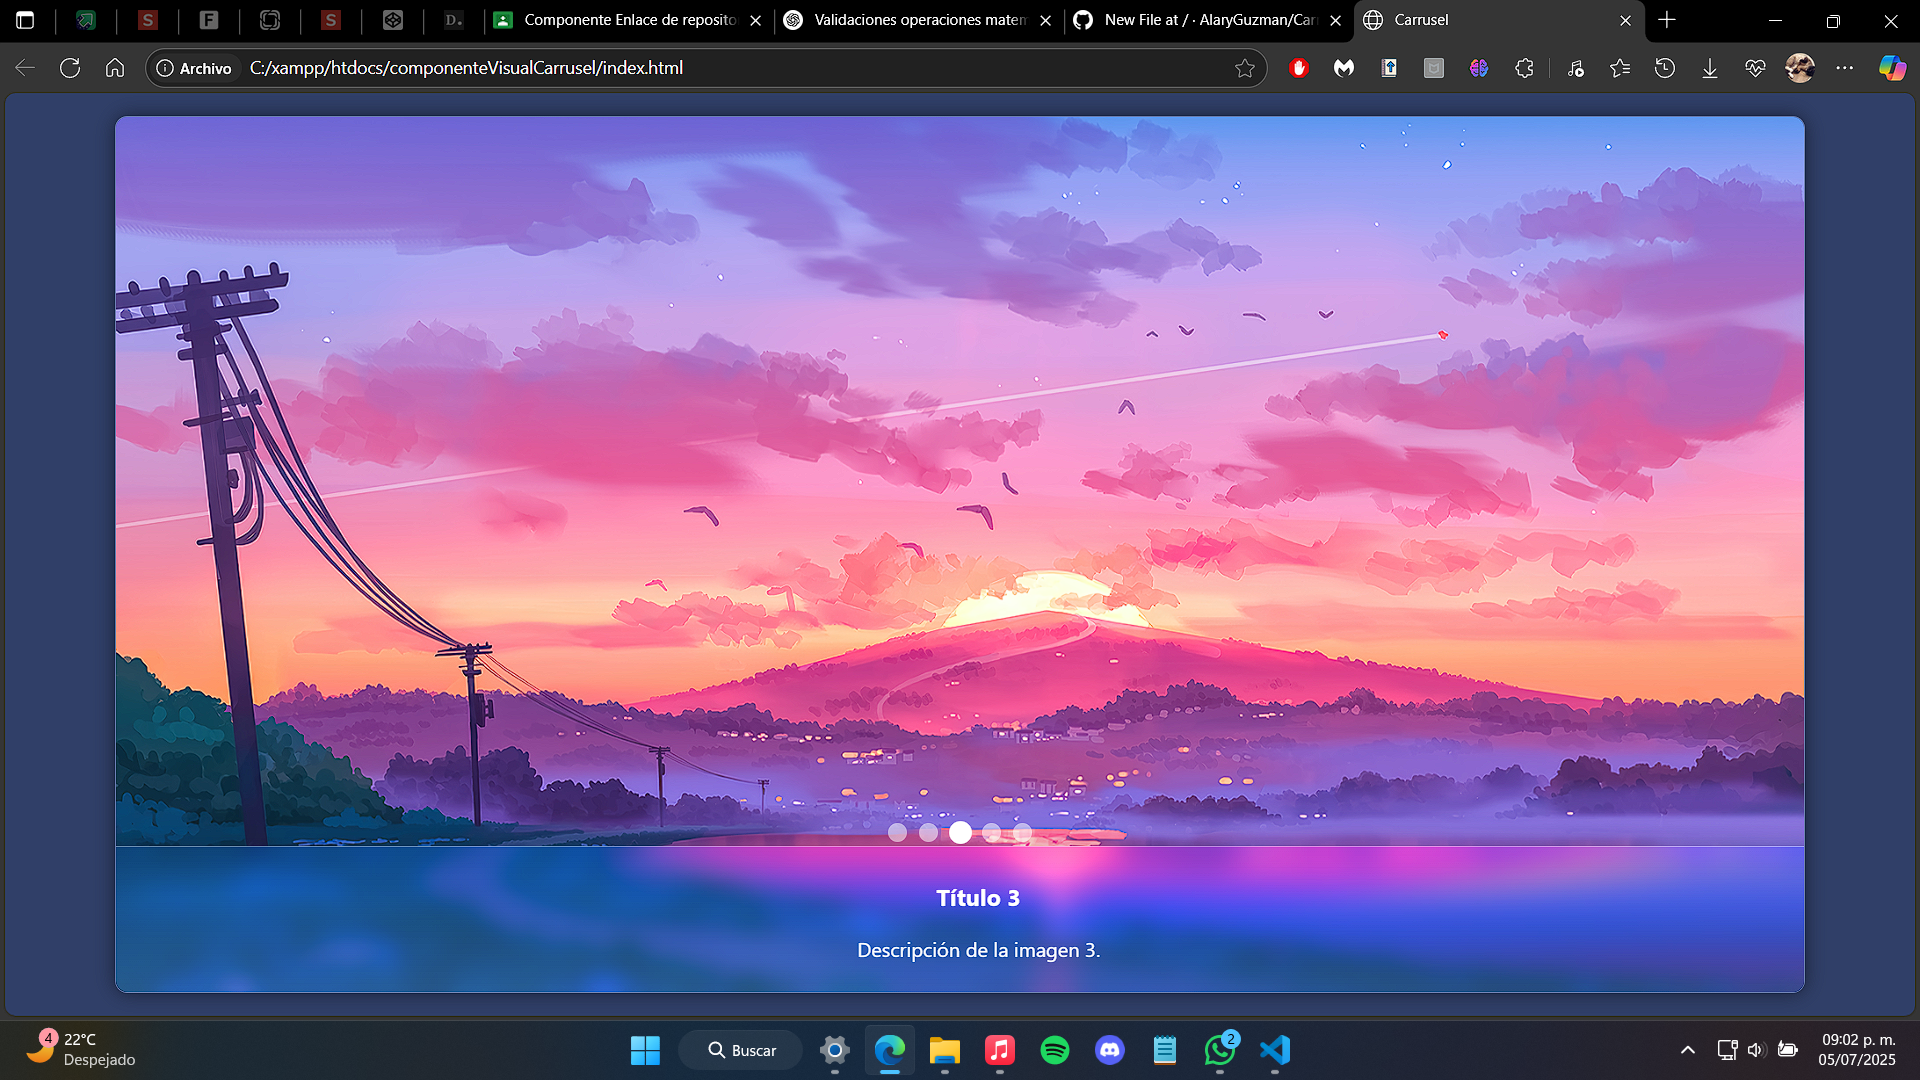 S
F
S
D.
Componente Enlace de reposito
Validaciones operaciones matem
New File at / · AlaryGuzman/Car
Carrusel
Archivo
C:/xampp/htdocs/componenteVisualCarrusel/index.html
Título 3
Descripción de la imagen 3.
4
22°C
Despejado
Buscar
2
09:02 p. m.
05/07/2025